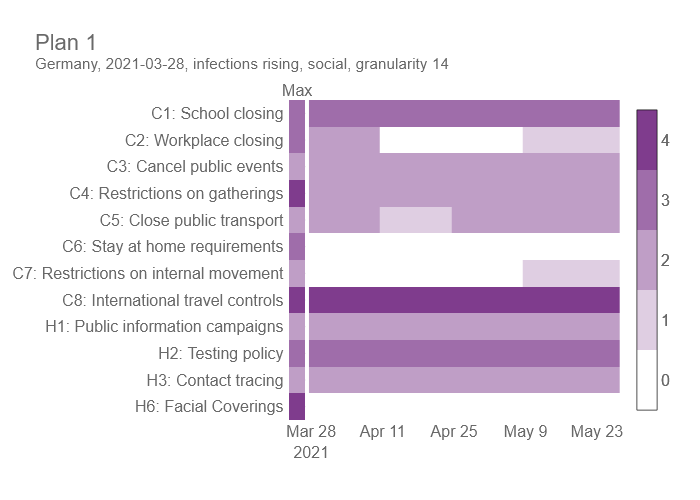 Plan 1
Germany, 2021-03-28, infections rising, social, granularity 14
Max
C1: School closing
C2: Workplace closing
C3: Cancel public events
C4: Restrictions on gatherings
C5: Close public transport
C6: Stay at home requirements
C7: Restrictions on internal movement
C8: International travel controls
H1: Public information campaigns
H2: Testing policy
H3: Contact tracing
H6: Facial Coverings
Mar 28 Apr 11 Apr 25 May 9 May 23
2021
4
3
2
1
0